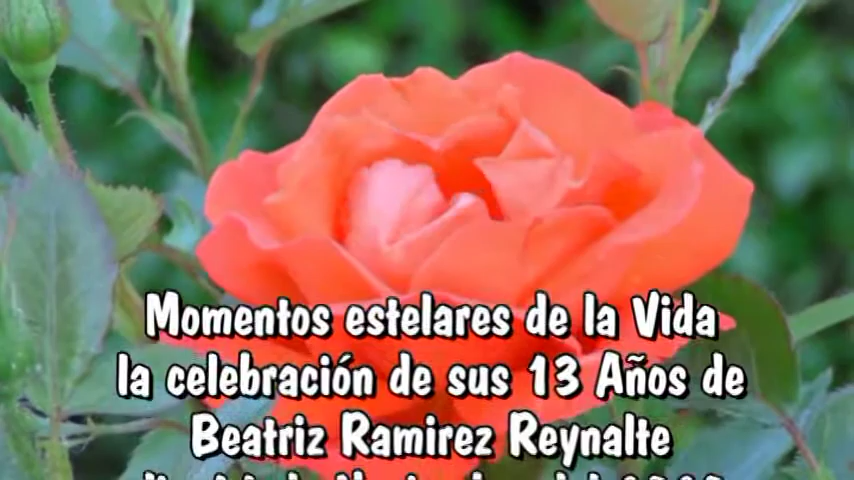 Momentos estelares de la Vida
la celebración de sus 13 Años de
Beatriz Ramirez Reynalte